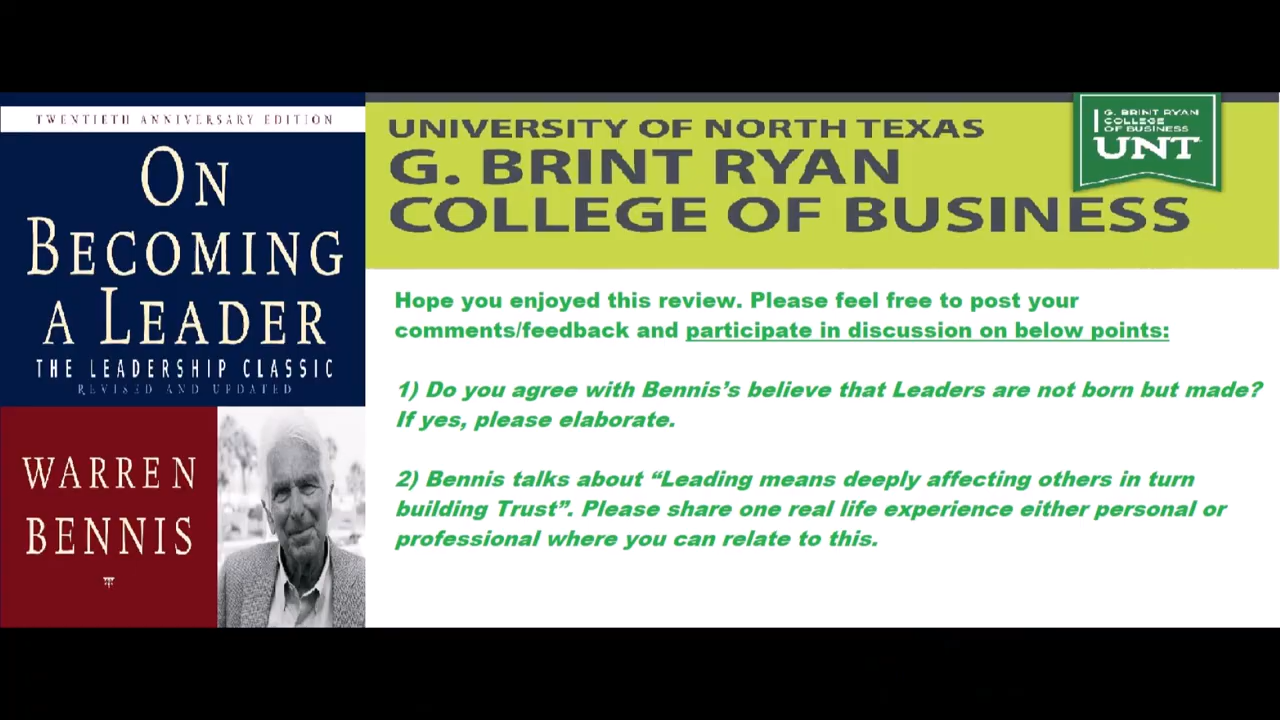 TWENTIETH ANNIVERSARY EDITION
ON
BECOMING
A LEADER
THE LEADERSHIP CLASSIC
REVISED AND UPDATED
WARREN
BENNIS
UNIVERSITY OF NORTH TEXAS
G. BRINT RYAN
COLLEGE OF BUSINESS
G. BRINT RYAN
COLLEGE
OF BUSINESS
UNT
Hope you enjoyed this review. Please feel free to post your
comments/feedback and participate in discussion on below points:
1) Do you agree with Bennis's believe that Leaders are not born but made?
If yes, please elaborate.
2) Bennis talks about “Leading means deeply affecting others in turn
building Trust”. Please share one real life experience either personal or
professional where you can relate to this.